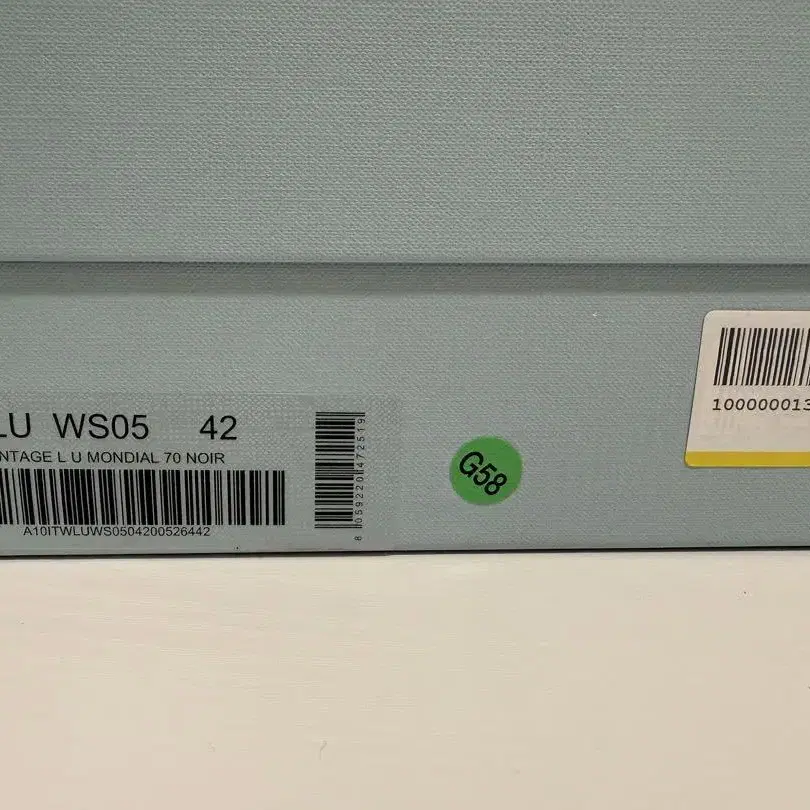 LU WS05 42
NTAGE L U MONDIAL 70 NOIR
A10ITWLUWS0504200526442
8 059220 472519
G58
100000013